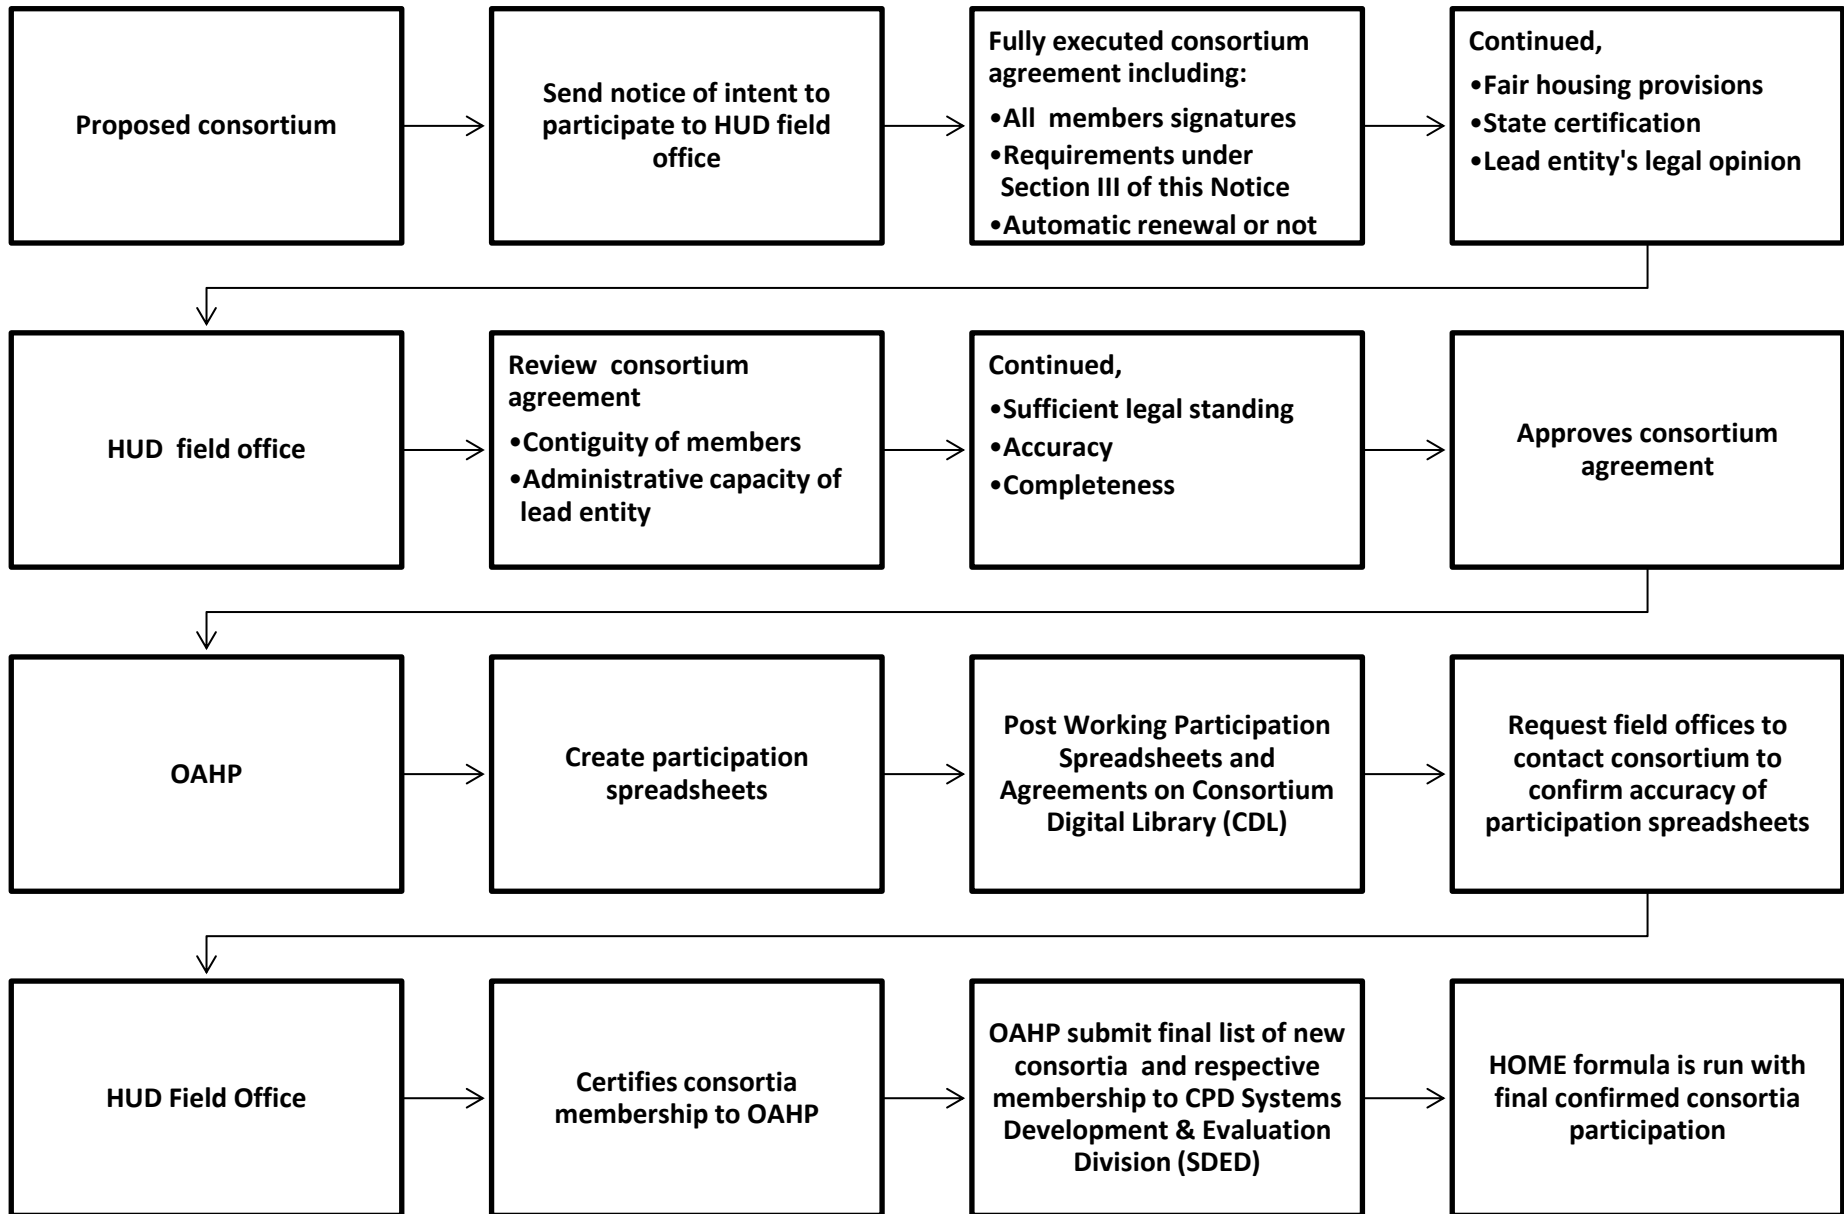 Proposed consortium
Send notice of intent to
participate to HUD field
office
Fully executed consortium
agreement including:
•All  members signatures
•Requirements under
Section III of this Notice
•Automatic renewal or not
Continued,
•Fair housing provisions
•State certification
•Lead entity's legal opinion
HUD  field office
Review  consortium
agreement
•Contiguity of members
•Administrative capacity of
lead entity
Continued,
•Sufficient legal standing
•Accuracy
•Completeness
Approves consortium
agreement
OAHP
Create participation
spreadsheets
Post Working Participation
Spreadsheets and
Agreements on Consortium
Digital Library (CDL)
Request field offices to
contact consortium to
confirm accuracy of
participation spreadsheets
HUD Field Office
Certifies consortia
membership to OAHP
OAHP submit final list of new
consortia  and respective
membership to CPD Systems
Development & Evaluation
Division (SDED)
HOME formula is run with
final confirmed consortia
participation